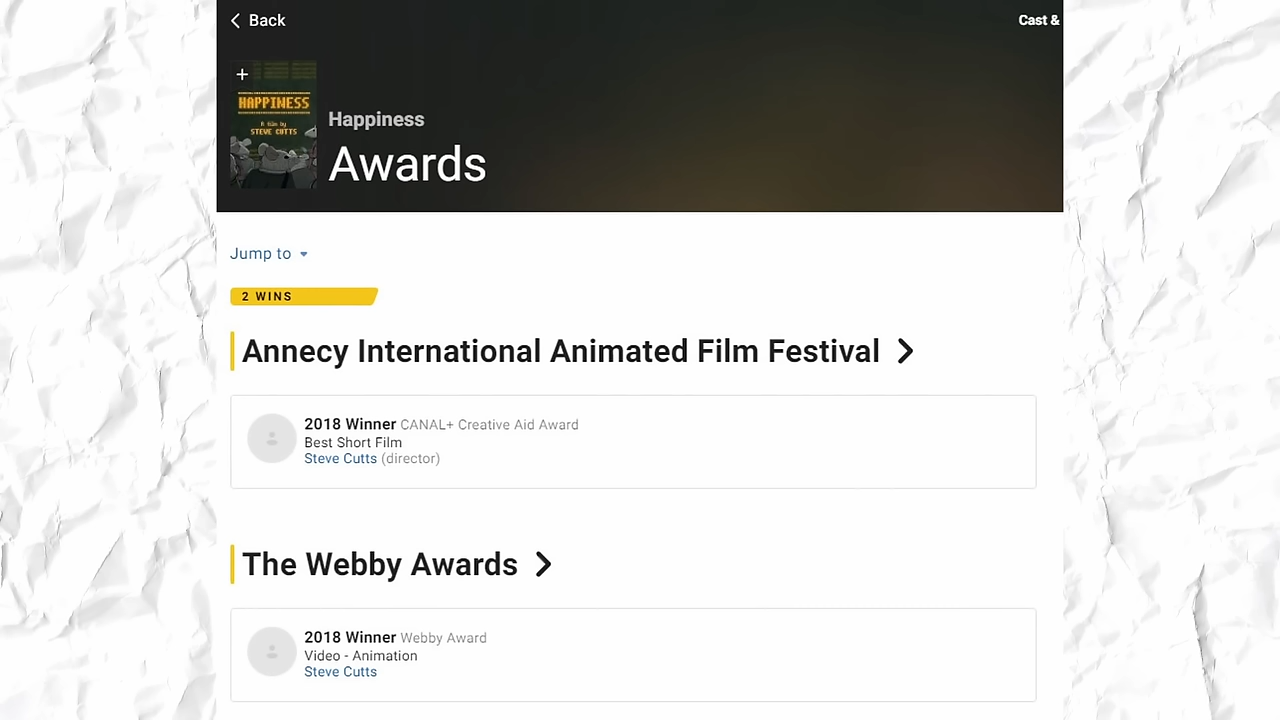 Back
Cast &
HAPPINESS
A film by
STEVE CUTTS
Happiness
Awards
Jump to
2 WINS
Annecy International Animated Film Festival
2018 Winner CANAL+ Creative Aid Award
Best Short Film
Steve Cutts (director)
The Webby Awards
2018 Winner Webby Award
Video - Animation
Steve Cutts